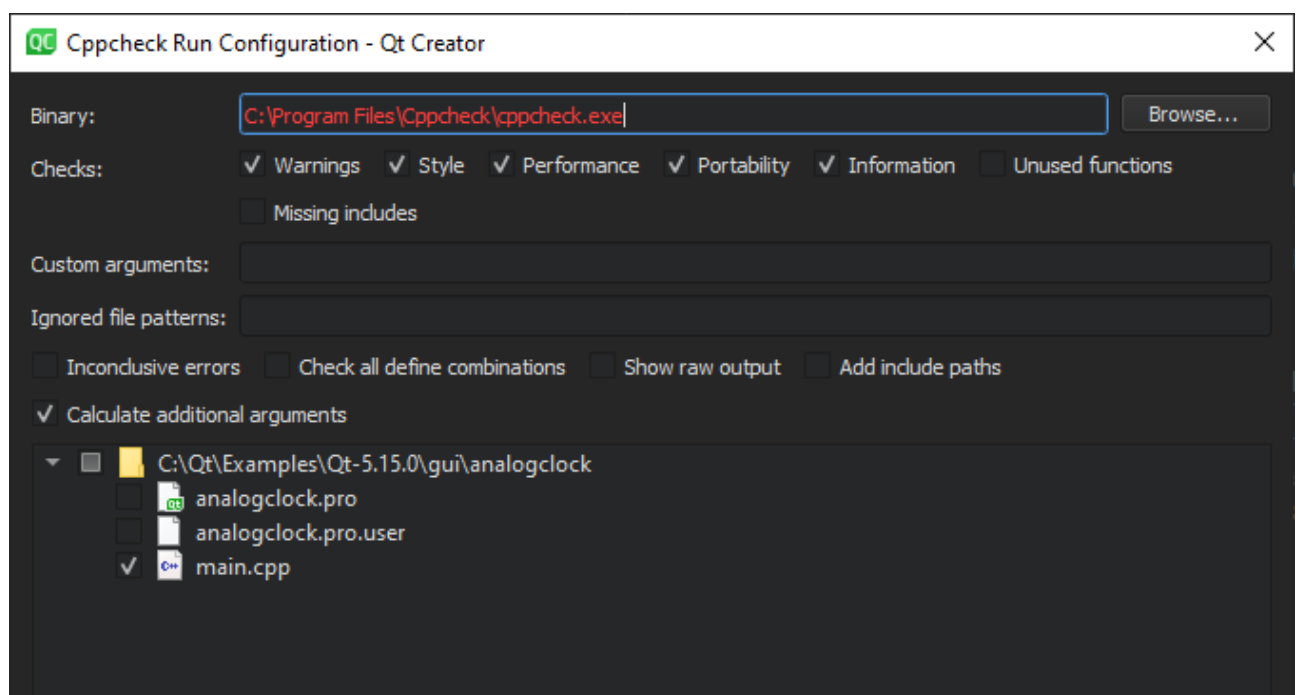 QC Cppcheck Run Configuration - Qt Creator
Binary: C:\Program Files\Cppcheck\cppcheck.exe Browse...
Checks: Warnings Style Performance Portability Information Unused functions
Missing includes
Custom arguments:
Ignored file patterns:
Inconclusive errors Check all define combinations Show raw output Add include paths
Calculate additional arguments
C:\Qt\Examples\Qt-5.15.0\gui\analogclock
Qt analogclock.pro
analogclock.pro.user
C++ main.cpp